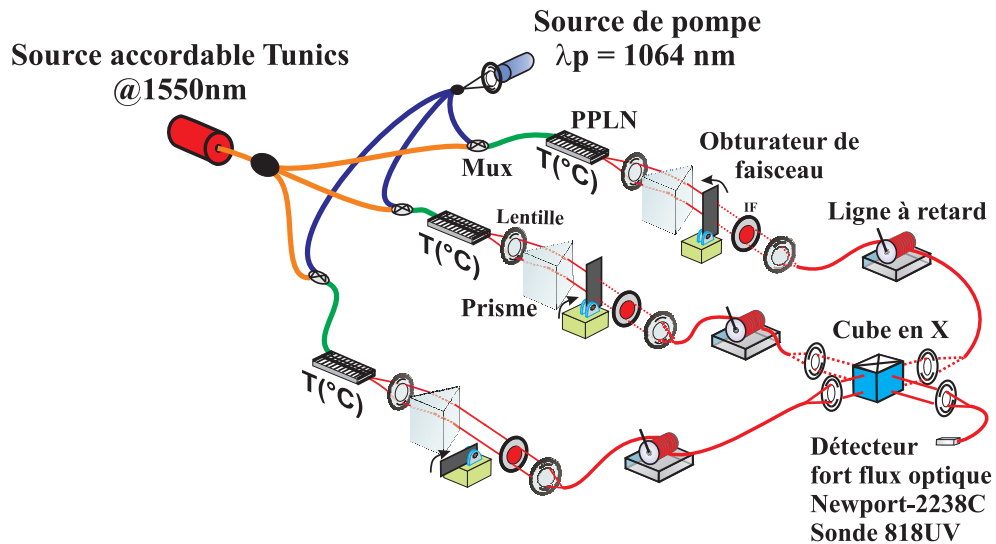 Source de pompe
λp = 1064 nm
Source accordable Tunics
@1550nm
PPLN
Mux
T(°C)
Obturateur de
faisceau
IF
Ligne à retard
Lentille
T(°C)
Prisme
Cube en X
T(°C)
Détecteur
fort flux optique
Newport-2238C
Sonde 818UV